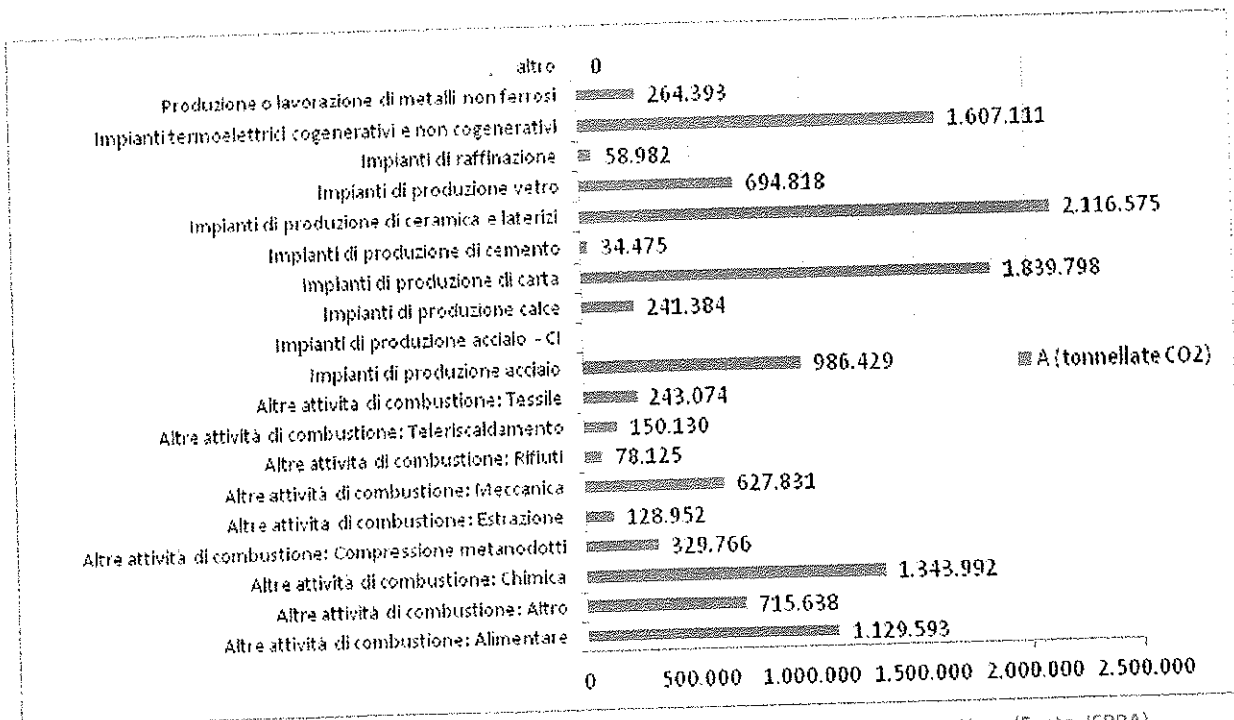 altro 0
Produzione o lavorazione di metalli non ferrosi 264.393
Impianti termoelettrici cogenerativi e non cogenerativi 1.607.111
Impianti di raffinazione 58.982
Impianti di produzione vetro 694.818
Impianti di produzione di ceramica e laterizi 2.116.575
Impianti di produzione di cemento 34.475
Impianti di produzione di carta 1.839.798
Impianti di produzione calce 241.384
Impianti di produzione acciaio - CI
Impianti di produzione acciaio 986.429
A (tonnellate CO2)
Altre attività di combustione: Tessile 243.074
Altre attività di combustione: Teleriscaldamento 150.130
Altre attività di combustione: Rifiuti 78.125
Altre attività di combustione: Meccanica 627.831
Altre attività di combustione: Estrazione 128.952
Altre attività di combustione: Compressione metanodotti 329.766
Altre attività di combustione: Chimica 1.343.992
Altre attività di combustione: Altro 715.638
Altre attività di combustione: Alimentare 1.129.593
0 500.000 1.000.000 1.500.000 2.000.000 2.500.000